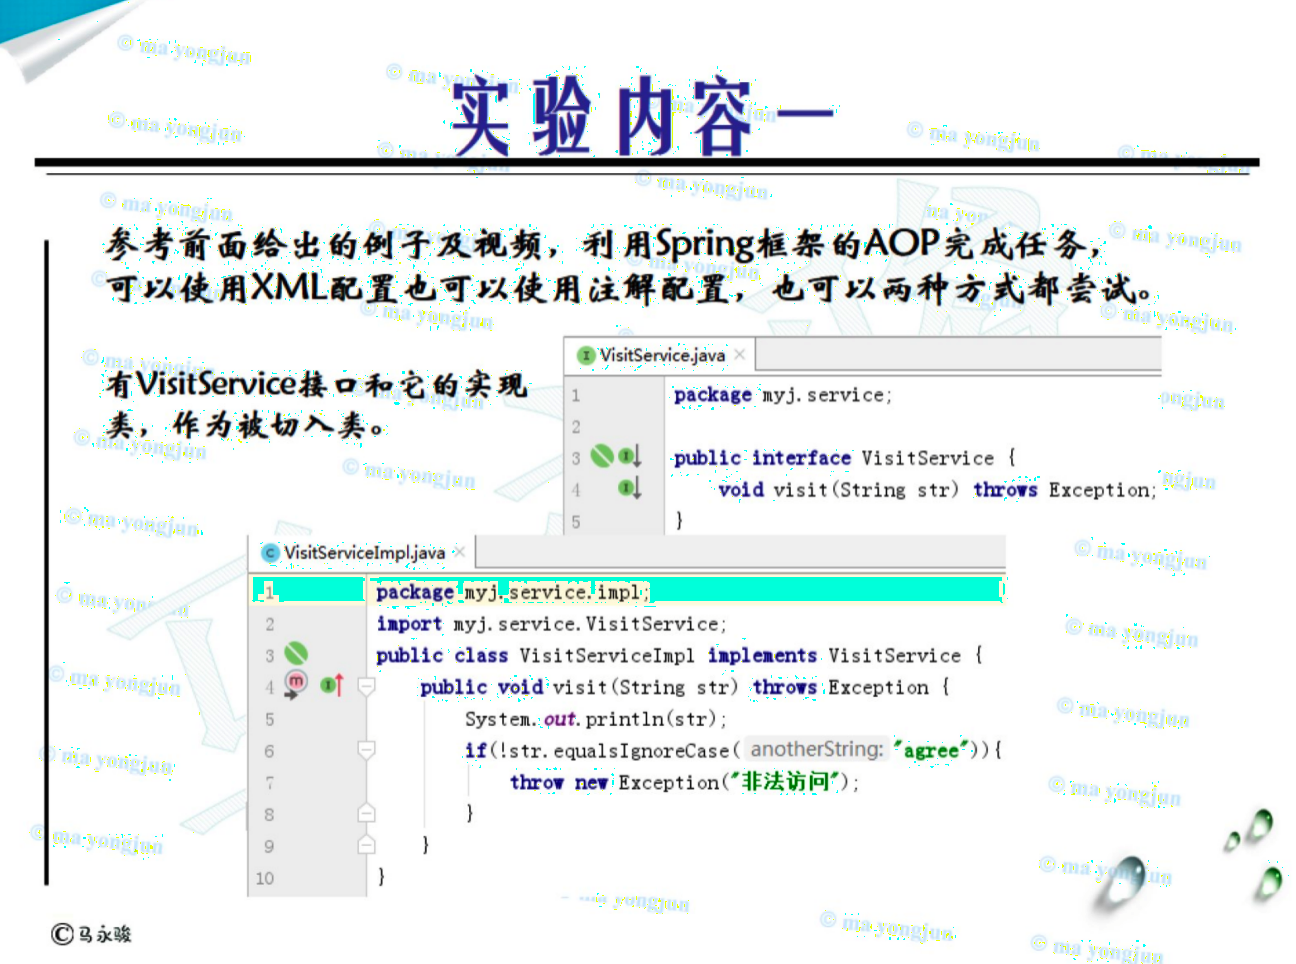 实验内容一
参考前面给出的例子及视频，利用Spring框架的AOP完成任务，
可以使用XML配置也可以使用注解配置，也可以两种方式都尝试。
有VisitService接口和它的实现
类，作为被切入类。
VisitService.java
1 package myj.service;
2
3 public interface VisitService {
4 void visit(String str) throws Exception;
5 }
VisitServiceImpl.java
1 package myj.service.impl;
2 import myj.service.VisitService;
3 public class VisitServiceImpl implements VisitService {
4 public void visit(String str) throws Exception {
5 System.out.println(str);
6 if(!str.equalsIgnoreCase( anotherString: "agree")){
7 throw new Exception("非法访问");
8 }
9 }
10 }
©马永骏
© ma yongjun